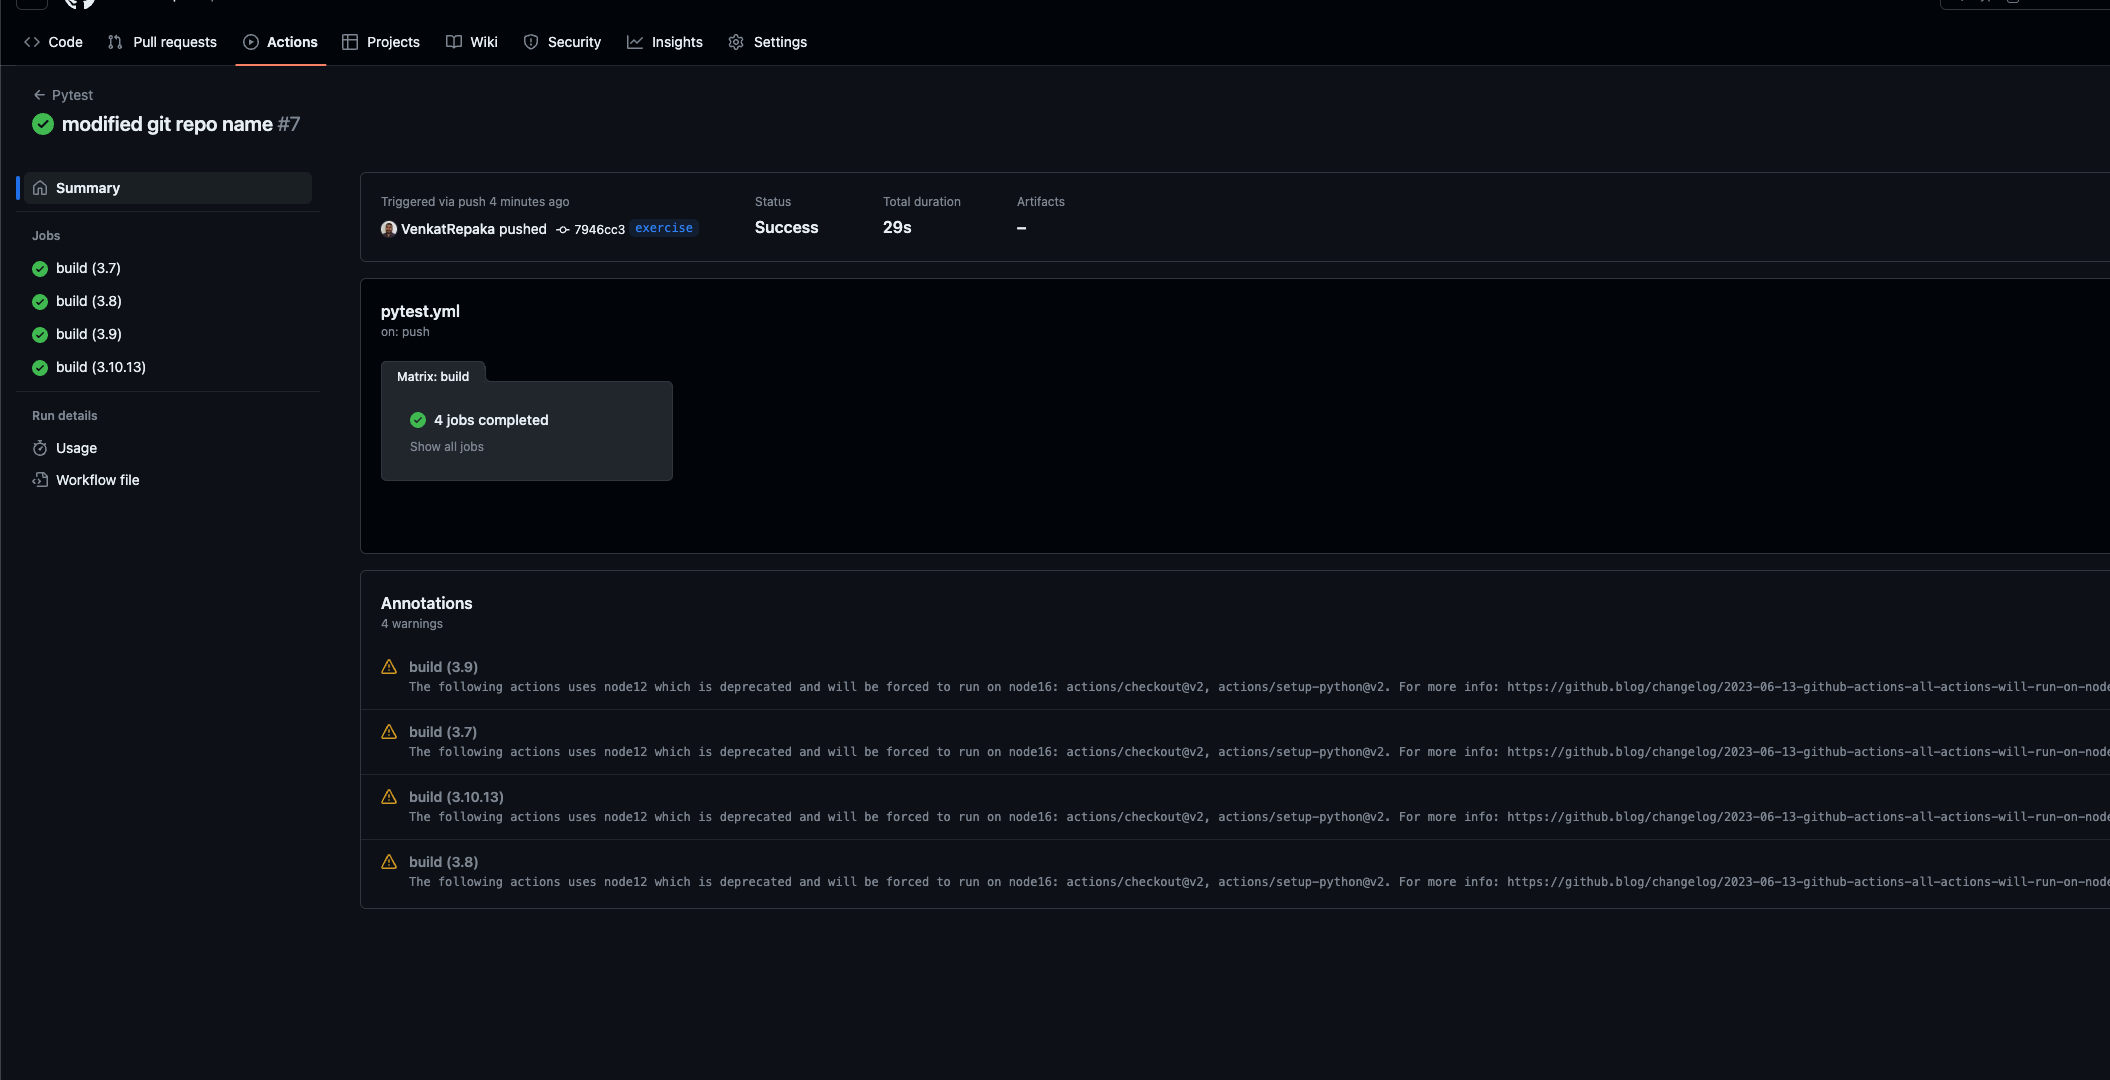 Code Pull requests Actions Projects Wiki Security Insights Settings
Pytest
modified git repo name #7
Summary
Jobs
build (3.7)
build (3.8)
build (3.9)
build (3.10.13)
Run details
Usage
Workflow file
Triggered via push 4 minutes ago
VenkatRepaka pushed 7946cc3 exercise
Status
Success
Total duration
29s
Artifacts
–
pytest.yml
on: push
Matrix: build
4 jobs completed
Show all jobs
Annotations
4 warnings
build (3.9)
The following actions uses node12 which is deprecated and will be forced to run on node16: actions/checkout@v2, actions/setup-python@v2. For more info: https://github.blog/changelog/2023-06-13-github-actions-all-actions-will-run-on-node
build (3.7)
The following actions uses node12 which is deprecated and will be forced to run on node16: actions/checkout@v2, actions/setup-python@v2. For more info: https://github.blog/changelog/2023-06-13-github-actions-all-actions-will-run-on-node
build (3.10.13)
The following actions uses node12 which is deprecated and will be forced to run on node16: actions/checkout@v2, actions/setup-python@v2. For more info: https://github.blog/changelog/2023-06-13-github-actions-all-actions-will-run-on-node
build (3.8)
The following actions uses node12 which is deprecated and will be forced to run on node16: actions/checkout@v2, actions/setup-python@v2. For more info: https://github.blog/changelog/2023-06-13-github-actions-all-actions-will-run-on-node